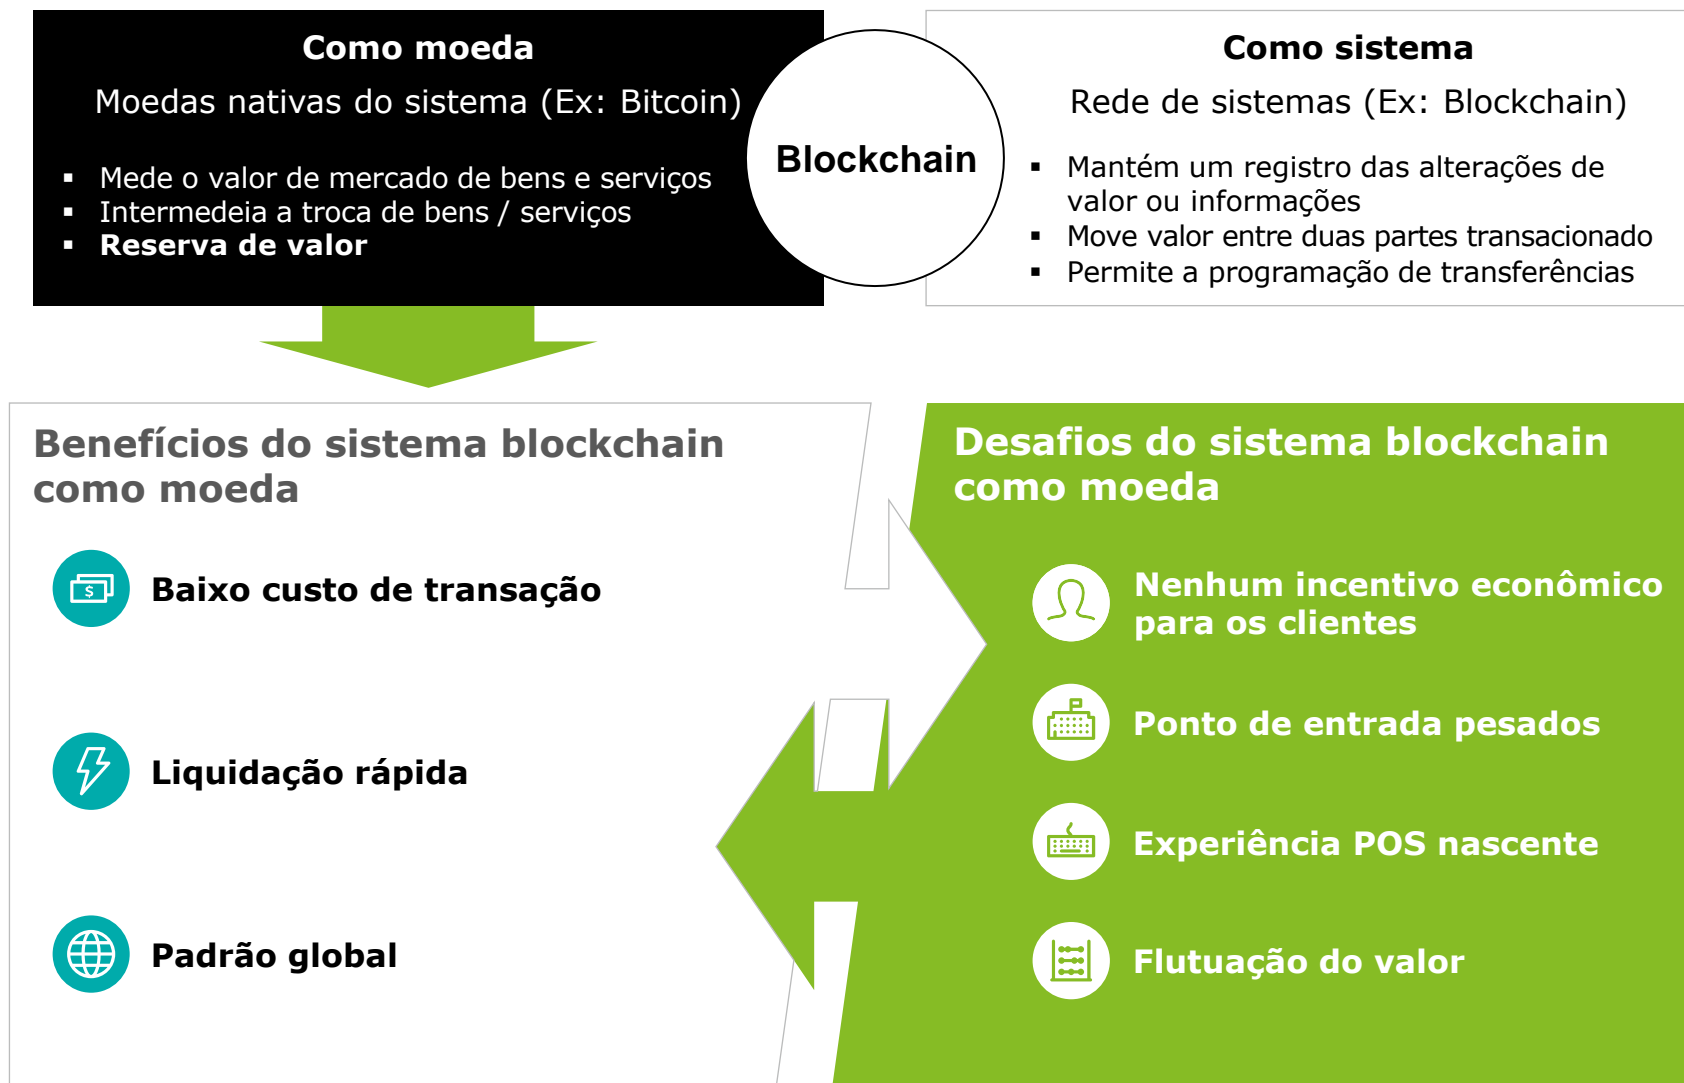 Como moeda
Moedas nativas do sistema (Ex: Bitcoin)
▪ Mede o valor de mercado de bens e serviços
▪ Intermedeia a troca de bens / serviços
▪ Reserva de valor
Blockchain
Como sistema
Rede de sistemas (Ex: Blockchain)
▪ Mantém um registro das alterações de
valor ou informações
▪ Move valor entre duas partes transacionado
▪ Permite a programação de transferências
Benefícios do sistema blockchain
como moeda
$
Baixo custo de transação
Liquidação rápida
Padrão global
Desafios do sistema blockchain
como moeda
Nenhum incentivo econômico
para os clientes
Ponto de entrada pesados
Experiência POS nascente
Flutuação do valor